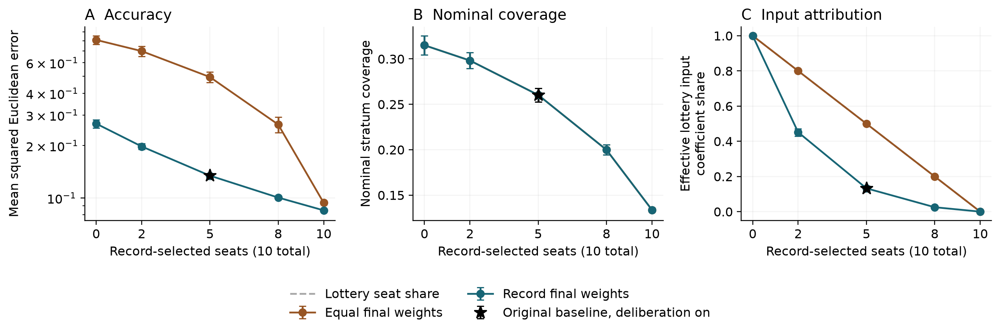 A Accuracy
Mean squared Euclidean error
6 × 10⁻¹
4 × 10⁻¹
3 × 10⁻¹
2 × 10⁻¹
10⁻¹
0 2 5 8 10
Record-selected seats (10 total)
B Nominal coverage
Nominal stratum coverage
0.30
0.25
0.20
0.15
0 2 5 8 10
Record-selected seats (10 total)
C Input attribution
Effective lottery input
coefficient share
1.0
0.8
0.6
0.4
0.2
0.0
0 2 5 8 10
Record-selected seats (10 total)
Lottery seat share
Equal final weights
Record final weights
Original baseline, deliberation on